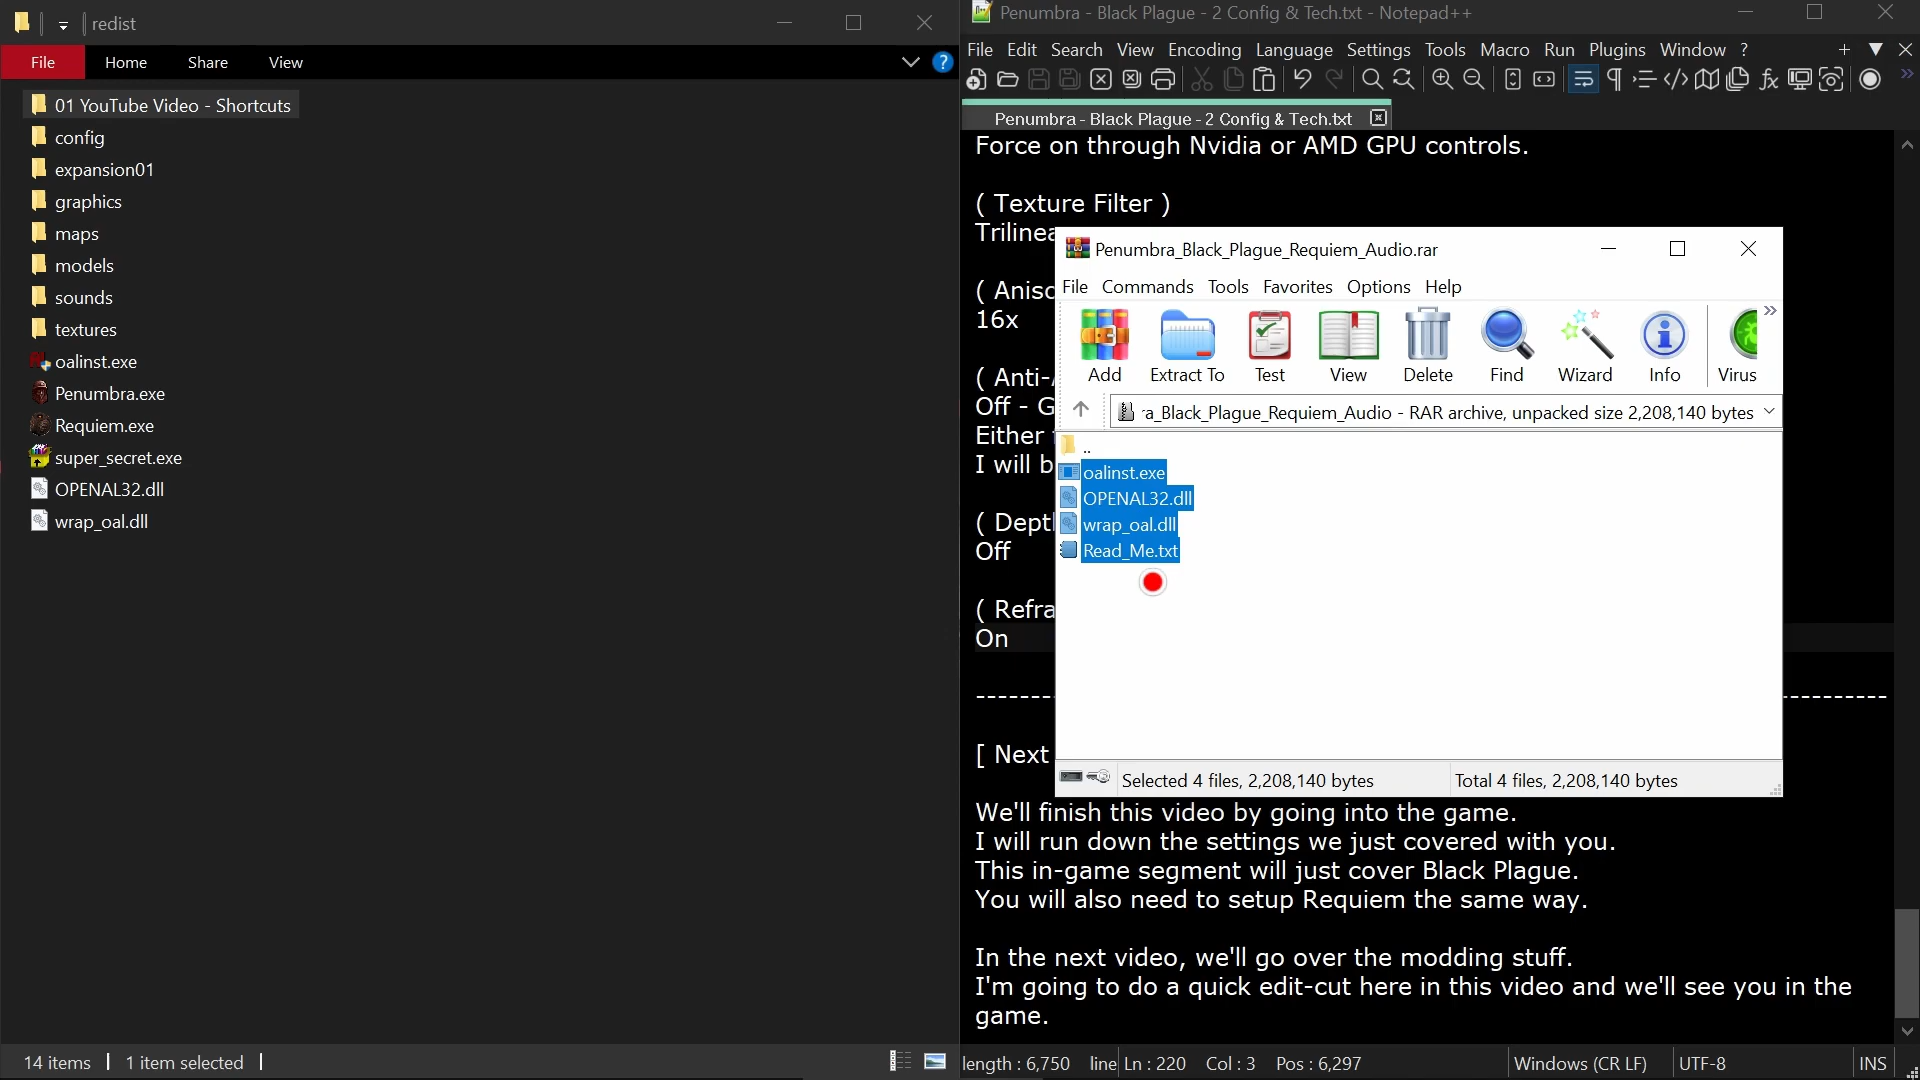 redist
File
Home
Share
View
?
01 YouTube Video - Shortcuts
config
expansion01
graphics
maps
models
sounds
textures
oalinst.exe
Penumbra.exe
Requiem.exe
super_secret.exe
OPENAL32.dll
wrap_oal.dll
14 items
1 item selected
Penumbra - Black Plague - 2 Config & Tech.txt - Notepad++
File Edit Search View Encoding Language Settings Tools Macro Run Plugins Window ?
Penumbra - Black Plague - 2 Config & Tech.txt
Force on through Nvidia or AMD GPU controls.
( Texture Filter )
Trilinea
( Aniso
16x
( Anti-
Off - G
Either
I will b
( Dept
Off
( Refra
On
[ Next
We'll finish this video by going into the game.
I will run down the settings we just covered with you.
This in-game segment will just cover Black Plague.
You will also need to setup Requiem the same way.
In the next video, we'll go over the modding stuff.
I'm going to do a quick edit-cut here in this video and we'll see you in the
game.
length : 6,750 line Ln : 220 Col : 3 Pos : 6,297 Windows (CR LF) UTF-8 INS
Penumbra_Black_Plague_Requiem_Audio.rar
File Commands Tools Favorites Options Help
Add Extract To Test View Delete Find Wizard Info Virus
ra_Black_Plague_Requiem_Audio - RAR archive, unpacked size 2,208,140 bytes
..
oalinst.exe
OPENAL32.dll
wrap_oal.dll
Read_Me.txt
Selected 4 files, 2,208,140 bytes
Total 4 files, 2,208,140 bytes